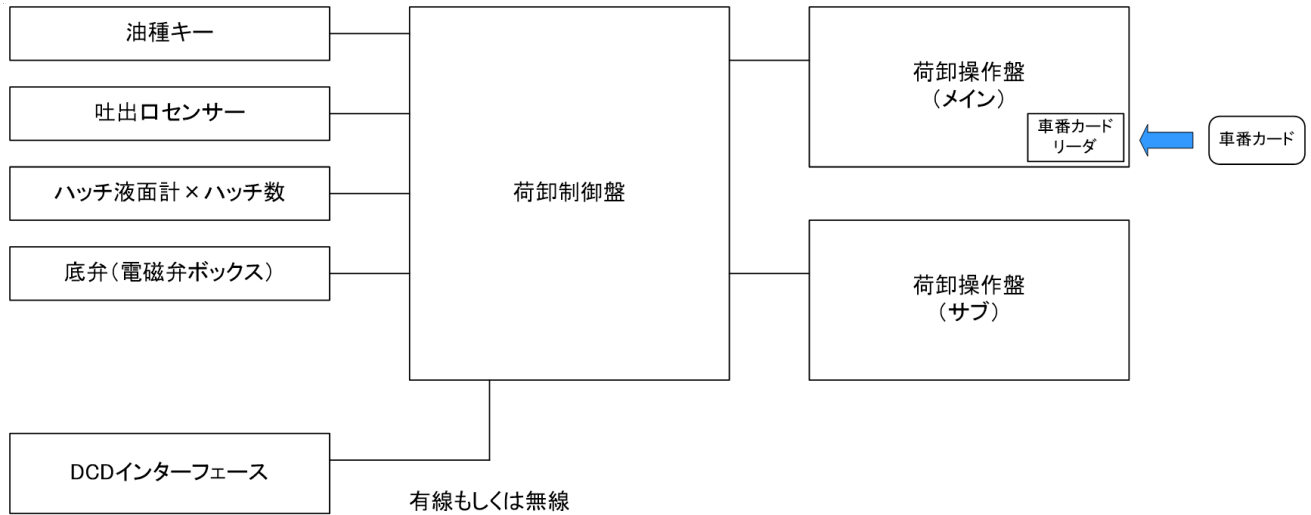 油種キー
吐出口センサー
ハッチ液面計×ハッチ数
底弁（電磁弁ボックス）
DCDインターフェース
有線もしくは無線
荷卸制御盤
荷卸操作盤
（メイン）
車番カード
リーダ
車番カード
荷卸操作盤
（サブ）